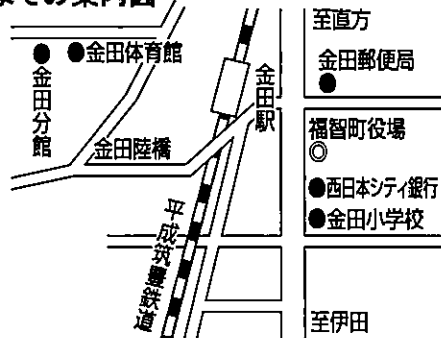 までの案内図
至直方
金田体育館
金田分館
金田駅
金田郵便局
金田陸橋
福智町役場
西日本シティ銀行
金田小学校
平成筑豊鉄道
至伊田